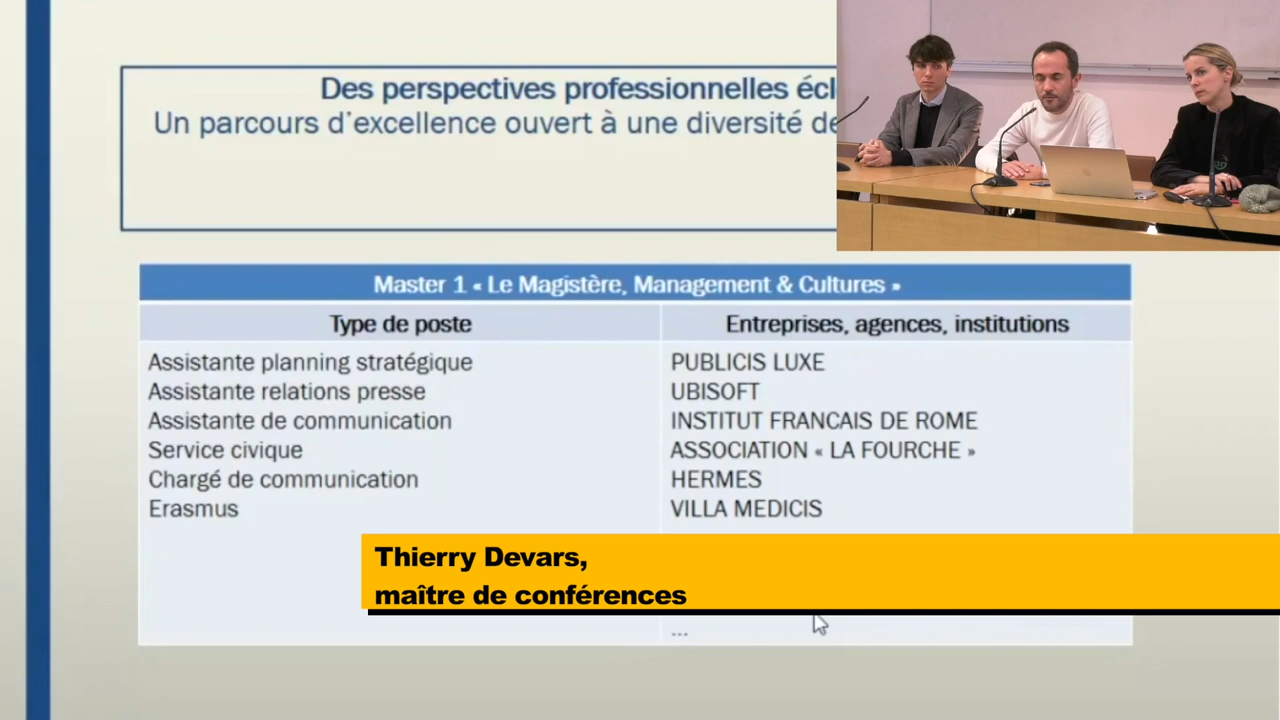 Des perspectives professionnelles
Un parcours d'excellence ouvert à une diversité
Master 1 « Le Magistère, Management & Cultures »
Type de poste
Entreprises, agences, institutions
Assistante planning stratégique
PUBLICIS LUXE
Assistante relations presse
UBISOFT
Assistante de communication
INSTITUT FRANCAIS DE ROME
Service civique
ASSOCIATION « LA FOURCHE »
Chargé de communication
HERMES
Erasmus
VILLA MEDICIS
Thierry Devars,
maître de conférences
...